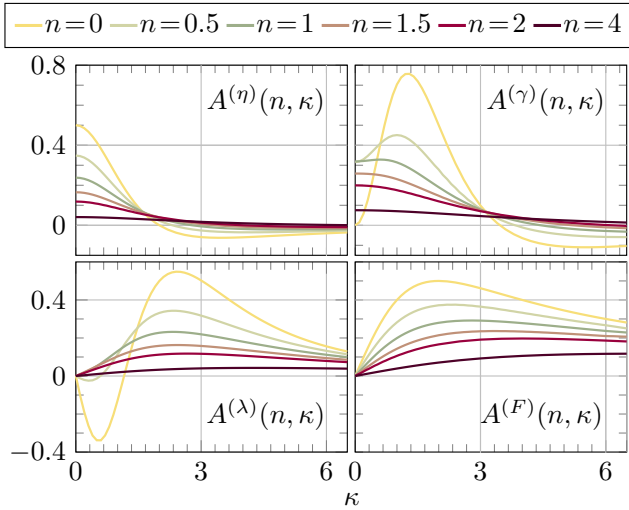 n = 0 n = 0.5 n = 1 n = 1.5 n = 2 n = 4
0.8
A^(η)(n, κ) A^(γ)(n, κ)
0.4
0
0.4
0
A^(λ)(n, κ) A^(F)(n, κ)
−0.4
0 3 6 0 3 6
κ